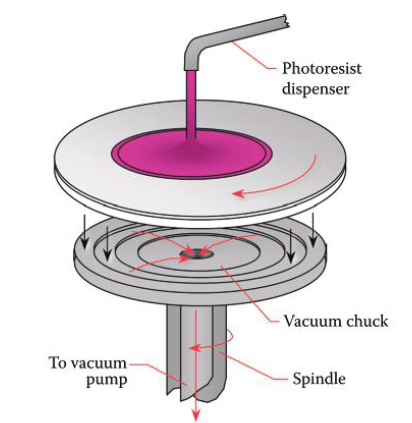 Photoresist
dispenser
Vacuum chuck
To vacuum
pump
Spindle